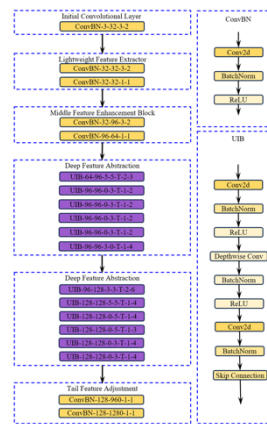 Initial Convolutional Layer
ConvBN-3-32-3-2
Lightweight Feature Extractor
ConvBN-32-32-3-2
ConvBN-32-32-1-1
Middle Feature Enhancement Block
ConvBN-32-96-3-2
ConvBN-96-64-1-1
Deep Feature Abstraction
UIB-64-96-5-5-T-2-3
UIB-96-96-0-3-T-1-2
UIB-96-96-0-3-T-1-2
UIB-96-96-0-3-T-1-2
UIB-96-96-0-3-T-1-2
UIB-96-96-3-0-T-1-4
Deep Feature Abstraction
UIB-96-128-3-3-T-2-6
UIB-128-128-5-5-T-1-4
UIB-128-128-0-5-T-1-4
UIB-128-128-0-5-T-1-3
UIB-128-128-0-3-T-1-4
UIB-128-128-0-3-T-1-4
Tail Feature Adjustment
ConvBN-128-960-1-1
ConvBN-128-1280-1-1
ConvBN
Conv2d
BatchNorm
ReLU
UIB
Conv2d
BatchNorm
ReLU
Depthwise Conv
BatchNorm
ReLU
Conv2d
BatchNorm
Skip Connection